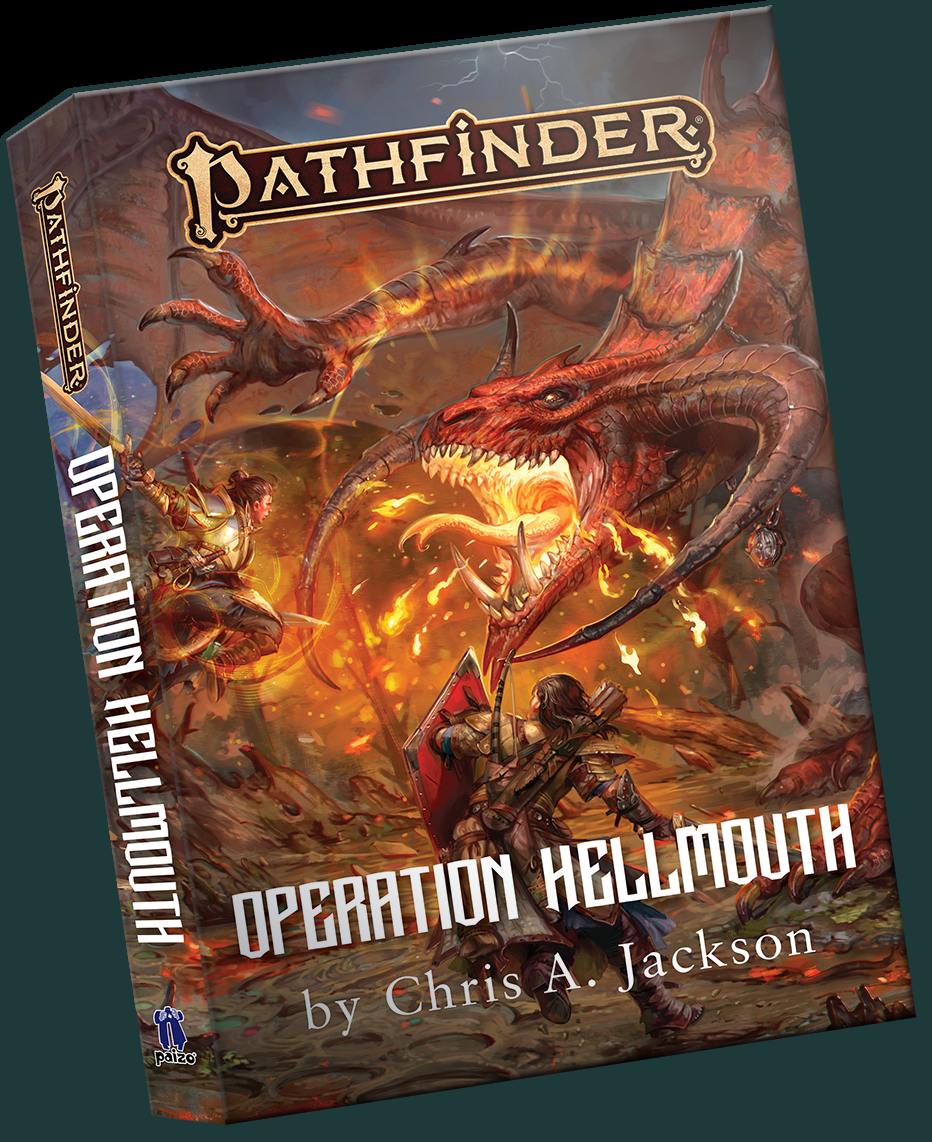 PATHFINDER®
OPERATION HELLMOUTH
by Chris A. Jackson
PATHFINDER
OPERATION HELLMOUTH
paizo®